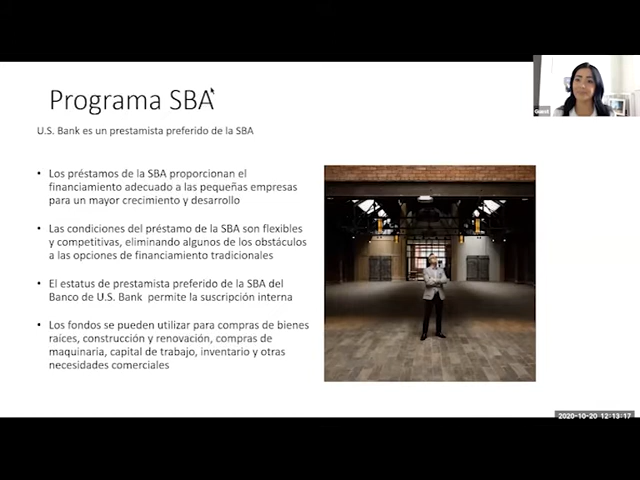 Programa SBA
U.S. Bank es un prestamista preferido de la SBA
• Los préstamos de la SBA proporcionan el
financiamiento adecuado a las pequeñas empresas
para un mayor crecimiento y desarrollo
• Las condiciones del préstamo de la SBA son flexibles
y competitivas, eliminando algunos de los obstáculos
a las opciones de financiamiento tradicionales
• El estatus de prestamista preferido de la SBA del
Banco de U.S. Bank permite la suscripción interna
• Los fondos se pueden utilizar para compras de bienes
raíces, construcción y renovación, compras de
maquinaria, capital de trabajo, inventario y otras
necesidades comerciales
2020-10-20 12:13:17